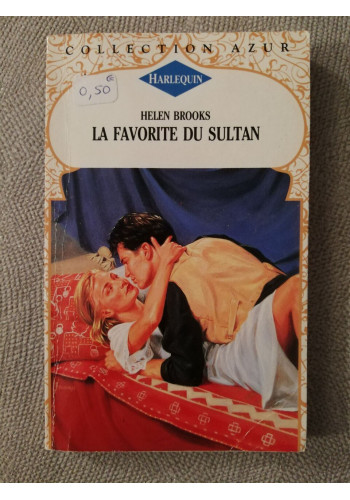 COLLECTION AZUR
HARLEQUIN
0,50
HELEN BROOKS
LA FAVORITE DU SULTAN